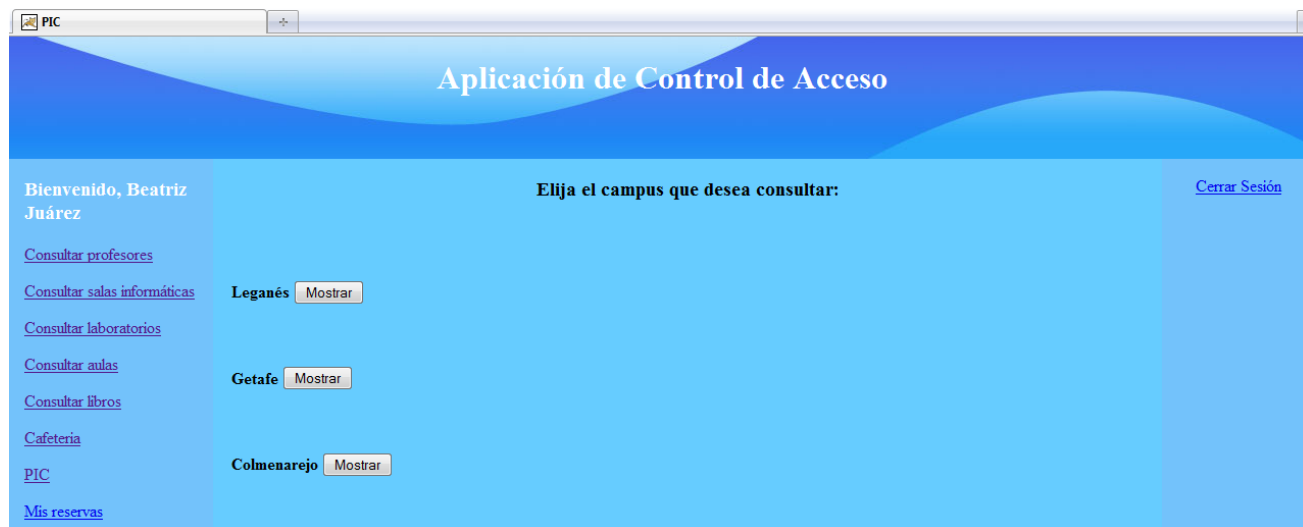 PIC
Aplicación de Control de Acceso
Bienvenido, Beatriz
Juárez
Consultar profesores
Consultar salas informáticas
Consultar laboratorios
Consultar aulas
Consultar libros
Cafeteria
PIC
Mis reservas
Elija el campus que desea consultar:
Leganés Mostrar
Getafe Mostrar
Colmenarejo Mostrar
Cerrar Sesión